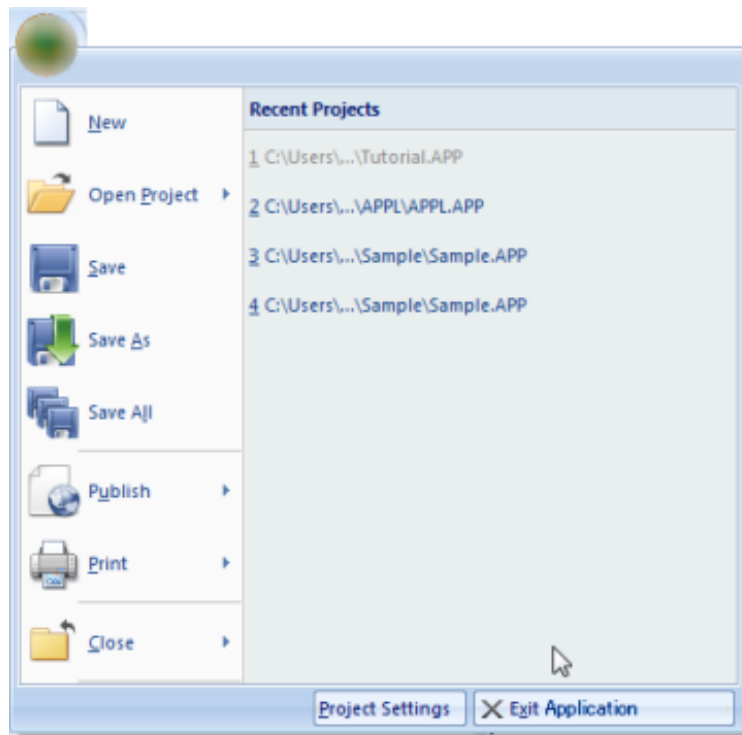 New
Open Project
Save
Save As
Save All
Publish
Print
Close
Recent Projects
1 C:\Users\...\Tutorial.APP
2 C:\Users\...\APPL\APPL.APP
3 C:\Users\...\Sample\Sample.APP
4 C:\Users\...\Sample\Sample.APP
Project Settings
Exit Application